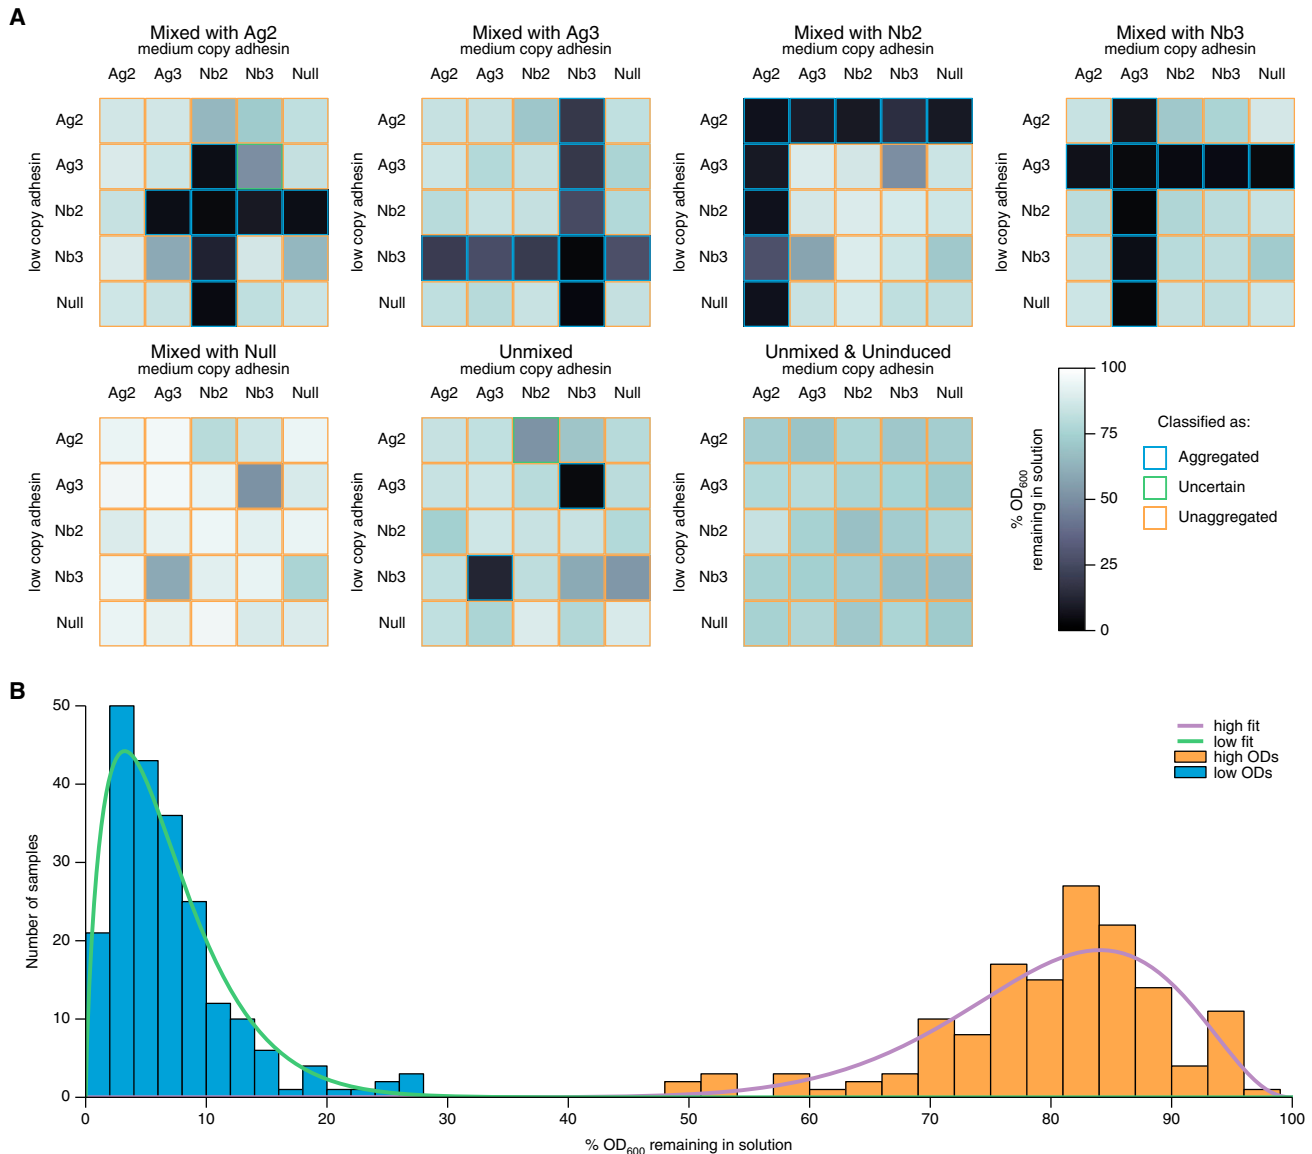 A
Mixed with Ag2
medium copy adhesin
Ag2 Ag3 Nb2 Nb3 Null
low copy adhesin
Ag2
Ag3
Nb2
Nb3
Null
Mixed with Ag3
medium copy adhesin
Ag2 Ag3 Nb2 Nb3 Null
low copy adhesin
Ag2
Ag3
Nb2
Nb3
Null
Mixed with Nb2
medium copy adhesin
Ag2 Ag3 Nb2 Nb3 Null
low copy adhesin
Ag2
Ag3
Nb2
Nb3
Null
Mixed with Nb3
medium copy adhesin
Ag2 Ag3 Nb2 Nb3 Null
low copy adhesin
Ag2
Ag3
Nb2
Nb3
Null
Mixed with Null
medium copy adhesin
Ag2 Ag3 Nb2 Nb3 Null
low copy adhesin
Ag2
Ag3
Nb2
Nb3
Null
Unmixed
medium copy adhesin
Ag2 Ag3 Nb2 Nb3 Null
low copy adhesin
Ag2
Ag3
Nb2
Nb3
Null
Unmixed & Uninduced
medium copy adhesin
Ag2 Ag3 Nb2 Nb3 Null
low copy adhesin
Ag2
Ag3
Nb2
Nb3
Null
% OD600
remaining in solution
100
75
50
25
0
Classified as:
Aggregated
Uncertain
Unaggregated
B
Number of samples
50
40
30
20
10
0
high fit
low fit
high ODs
low ODs
0 10 20 30 40 50 60 70 80 90 100
% OD600 remaining in solution